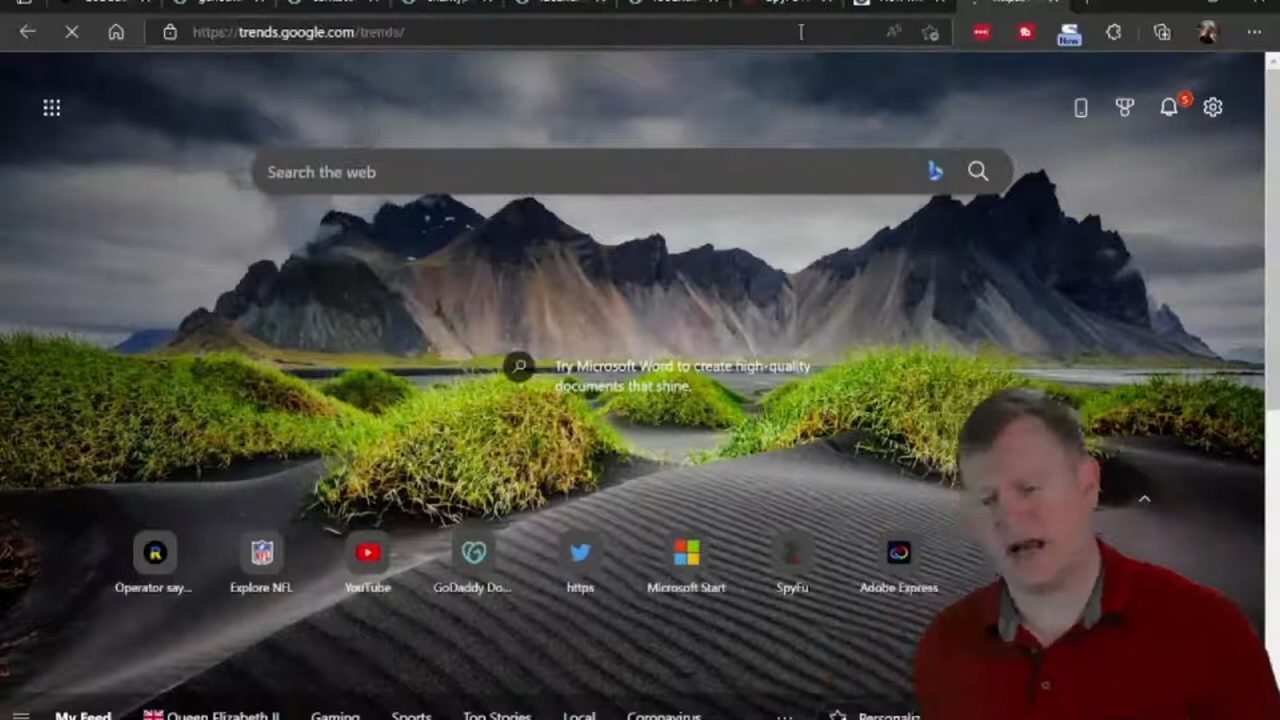 https://trends.google.com/trends/
New
5
Search the web
Try Microsoft Word to create high-quality
documents that shine.
Operator say...
Explore NFL
YouTube
GoDaddy Do...
https
Microsoft Start
SpyFu
Adobe Express
My Feed
Queen Elizabeth II
Gaming
Sports
Top Stories
Local
Coronavirus
...
Personaliz